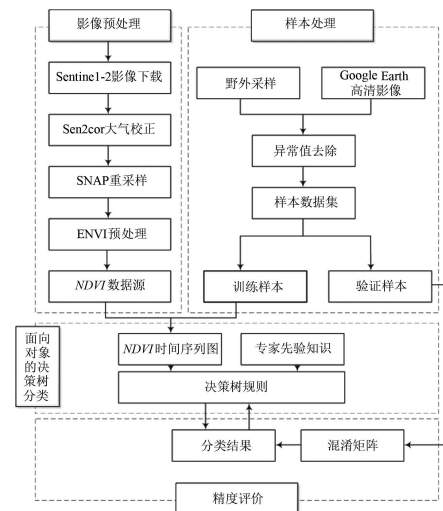 影像预处理
Sentine1-2影像下载
Sen2cor大气校正
SNAP重采样
ENVI预处理
NDVI数据源
样本处理
野外采样
Google Earth
高清影像
异常值去除
样本数据集
训练样本
验证样本
面向
对象
的决
策树
分类
NDVI时间序列图
专家先验知识
决策树规则
分类结果
混淆矩阵
精度评价